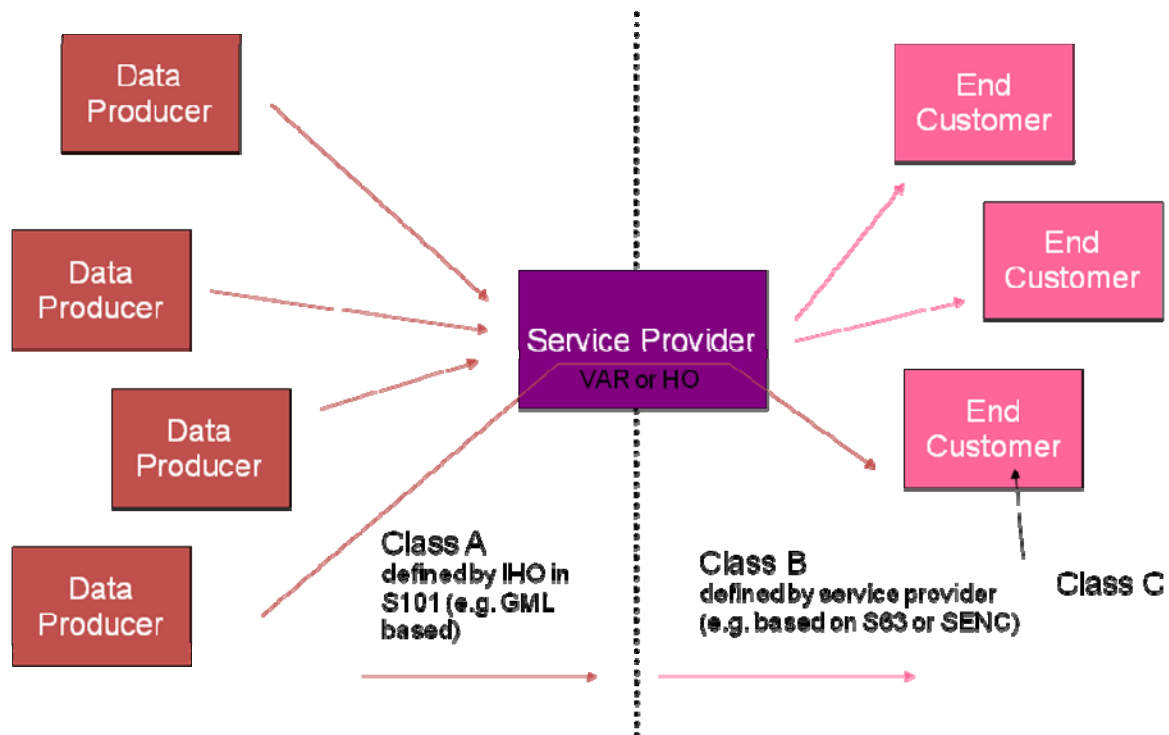 Data
Producer
Data
Producer
Data
Producer
Data
Producer
Service Provider
VAR or HO
End
Customer
End
Customer
End
Customer
Class A
defined by IHO in
S101 (e.g. GML
based)
Class B
defined by service provider
(e.g. based on S63 or SENC)
Class C